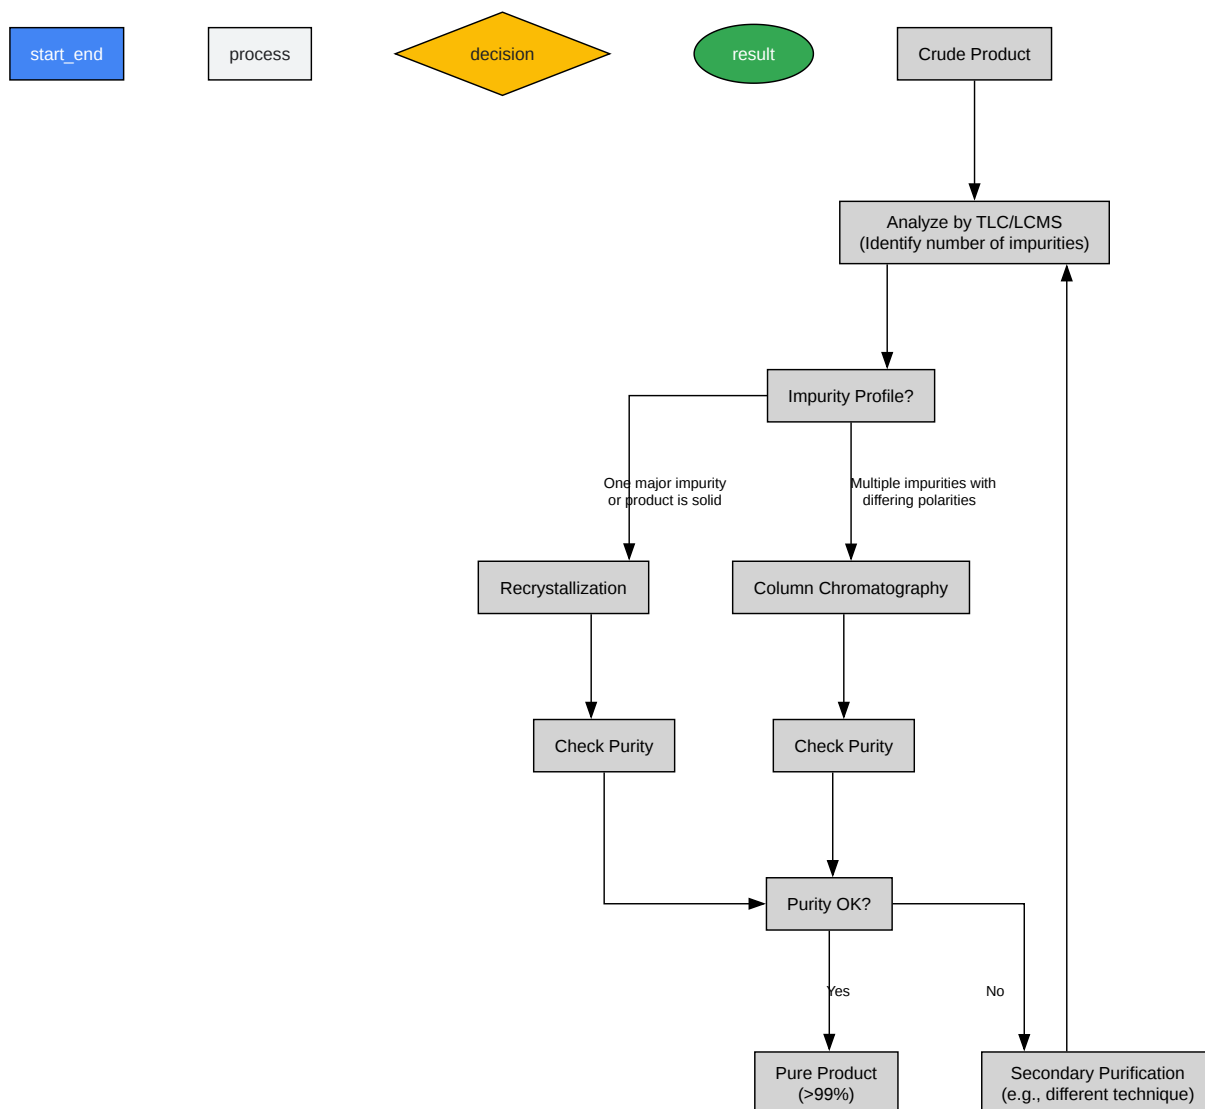 start_end
process
decision
result
Crude Product
Analyze by TLC/LCMS
(Identify number of impurities)
Impurity Profile?
One major impurity
or product is solid
Multiple impurities with
differing polarities
Recrystallization
Column Chromatography
Check Purity
Check Purity
Purity OK?
Yes
No
Pure Product
(>99%)
Secondary Purification
(e.g., different technique)